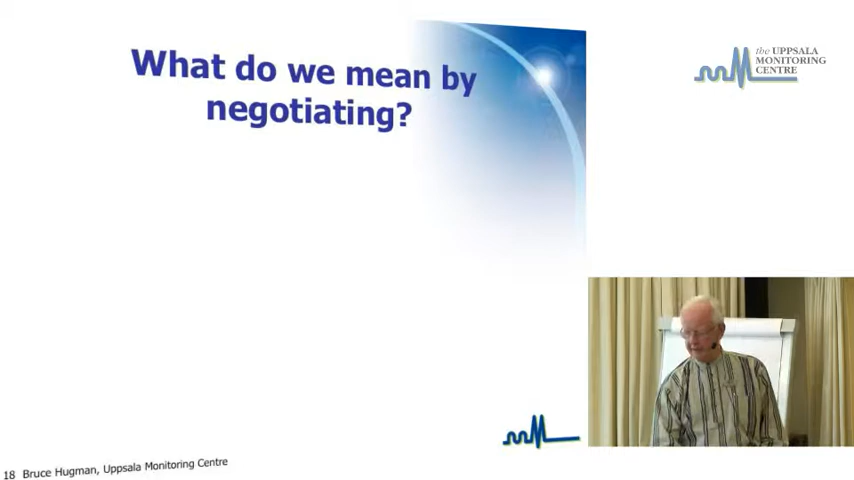 What do we mean by
negotiating?
the UPPSALA
MONITORING
CENTRE
18 Bruce Hugman, Uppsala Monitoring Centre